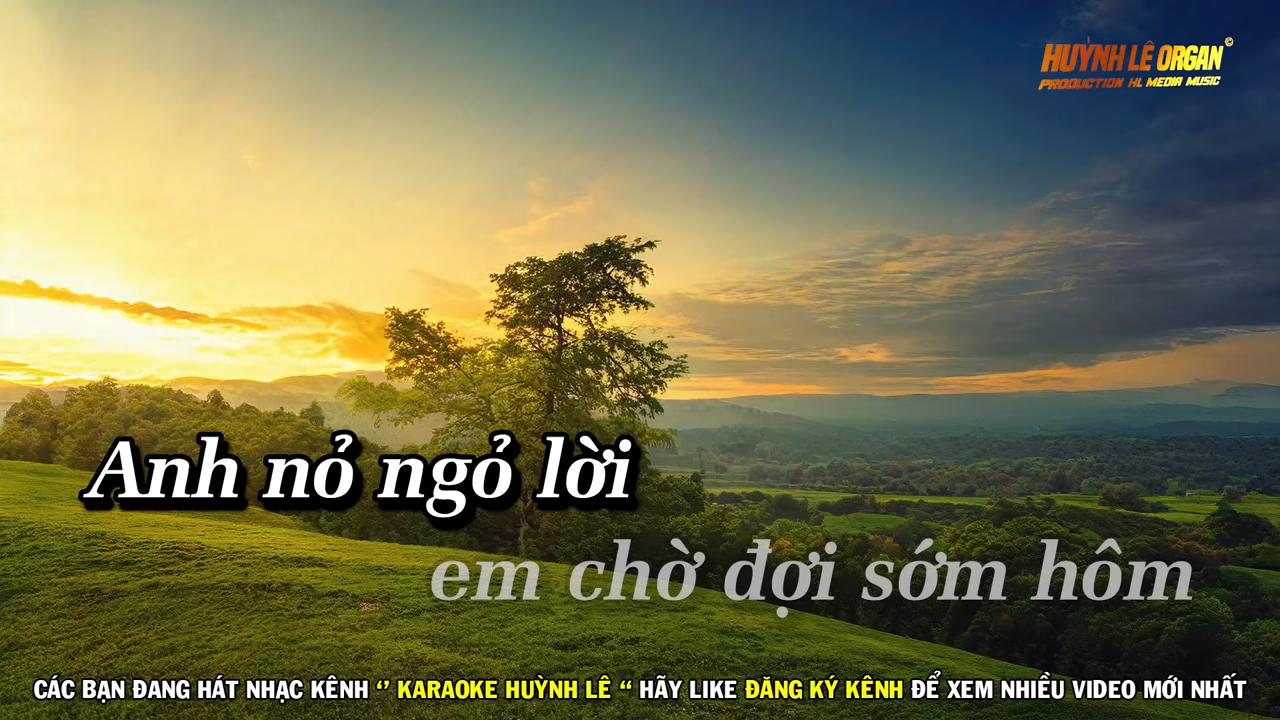 HUỲNH LÊ ORGAN©
PRODUCTION HL MEDIA MUSIC
Anh nỏ ngỏ lời
em chờ đợi sớm hôm
CÁC BẠN ĐANG HÁT NHẠC KÊNH ‘’ KARAOKE HUỲNH LÊ “ HÃY LIKE ĐĂNG KÝ KÊNH ĐỂ XEM NHIỀU VIDEO MỚI NHẤT